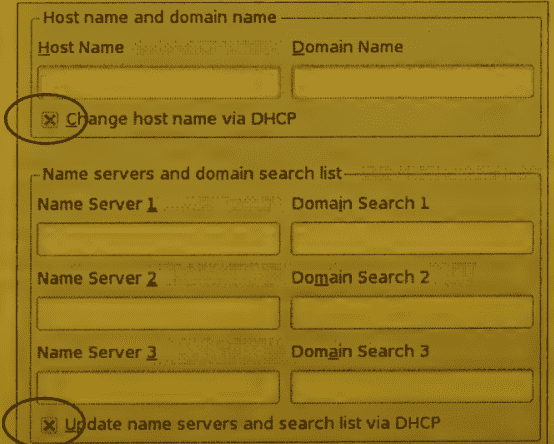 Host name and domain name
Host Name Domain Name
Change host name via DHCP
Name servers and domain search list
Name Server 1 Domain Search 1
Name Server 2 Domain Search 2
Name Server 3 Domain Search 3
Update name servers and search list via DHCP